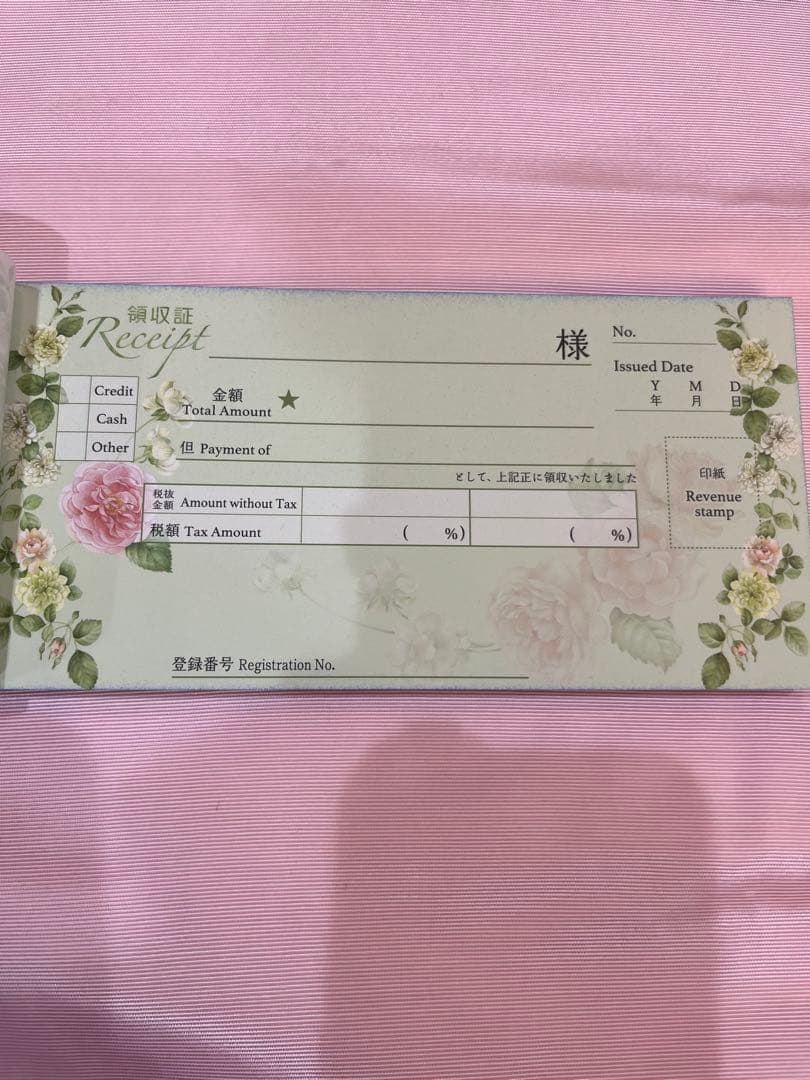 領収証
Receipt
様
No.
Issued Date
Y M D
年 月 日
Credit
Cash
Other
金額
Total Amount ★
但 Payment of
として、上記正に領収いたしました
税抜
金額 Amount without Tax
税額 Tax Amount ( %) ( %)
印紙
Revenue
stamp
登録番号 Registration No.